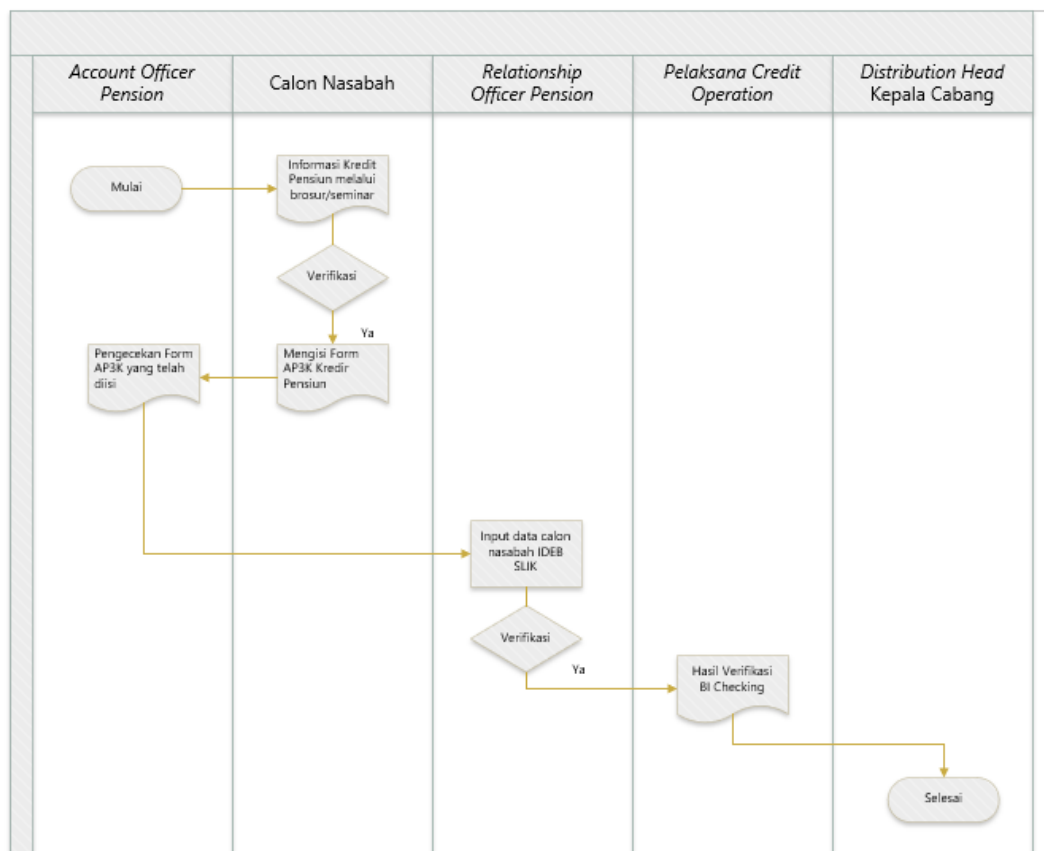 Account Officer
Pension
Calon Nasabah
Relationship
Officer Pension
Pelaksana Credit
Operation
Distribution Head
Kepala Cabang
Mulai
Informasi Kredit
Pensiun melalui
brosur/seminar
Verifikasi
Ya
Pengecekan Form
AP3K yang telah
diisi
Mengisi Form
AP3K Kredir
Pensiun
Input data calon
nasabah IDEB
SLIK
Verifikasi
Ya
Hasil Verifikasi
BI Checking
Selesai